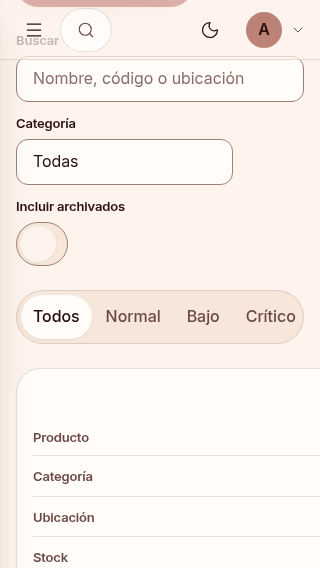 A
Buscar
Nombre, código o ubicación
Categoría
Todas
Incluir archivados
Todos Normal Bajo Crítico
Producto
Categoría
Ubicación
Stock